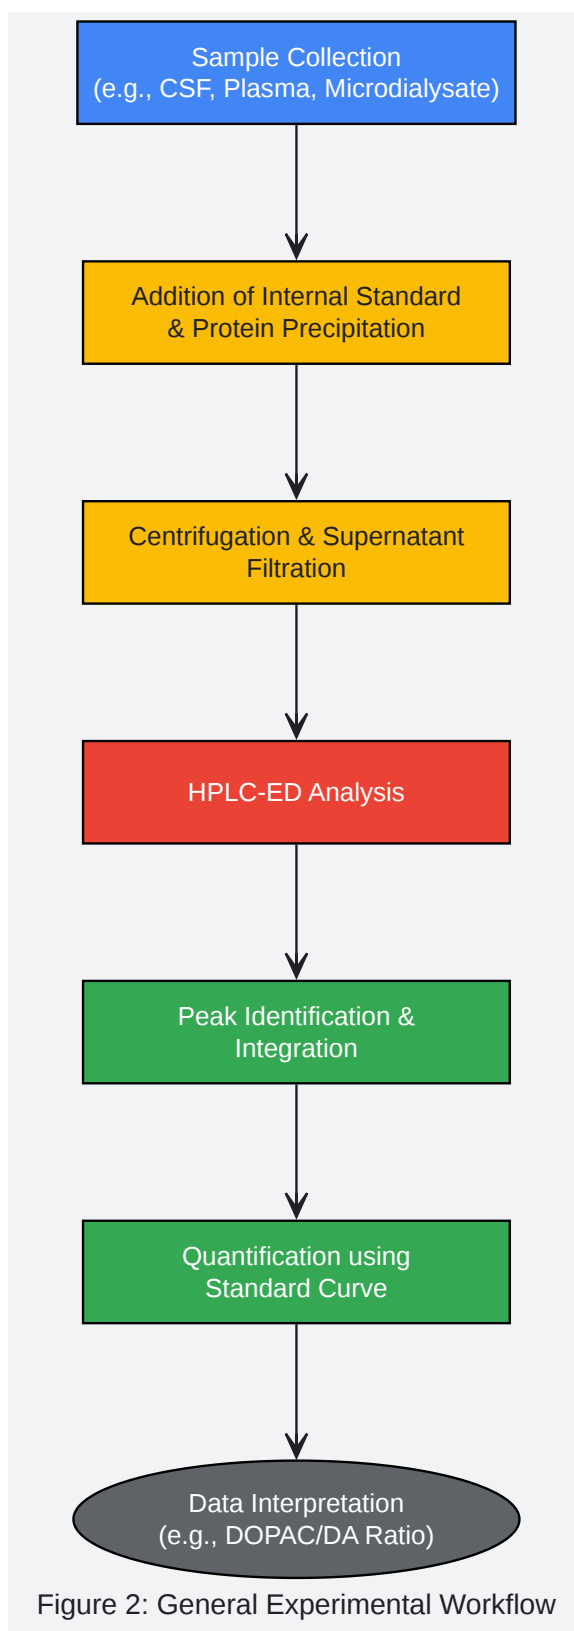 Sample Collection
(e.g., CSF, Plasma, Microdialysate)
Addition of Internal Standard
& Protein Precipitation
Centrifugation & Supernatant
Filtration
HPLC-ED Analysis
Peak Identification &
Integration
Quantification using
Standard Curve
Data Interpretation
(e.g., DOPAC/DA Ratio)
Figure 2: General Experimental Workflow